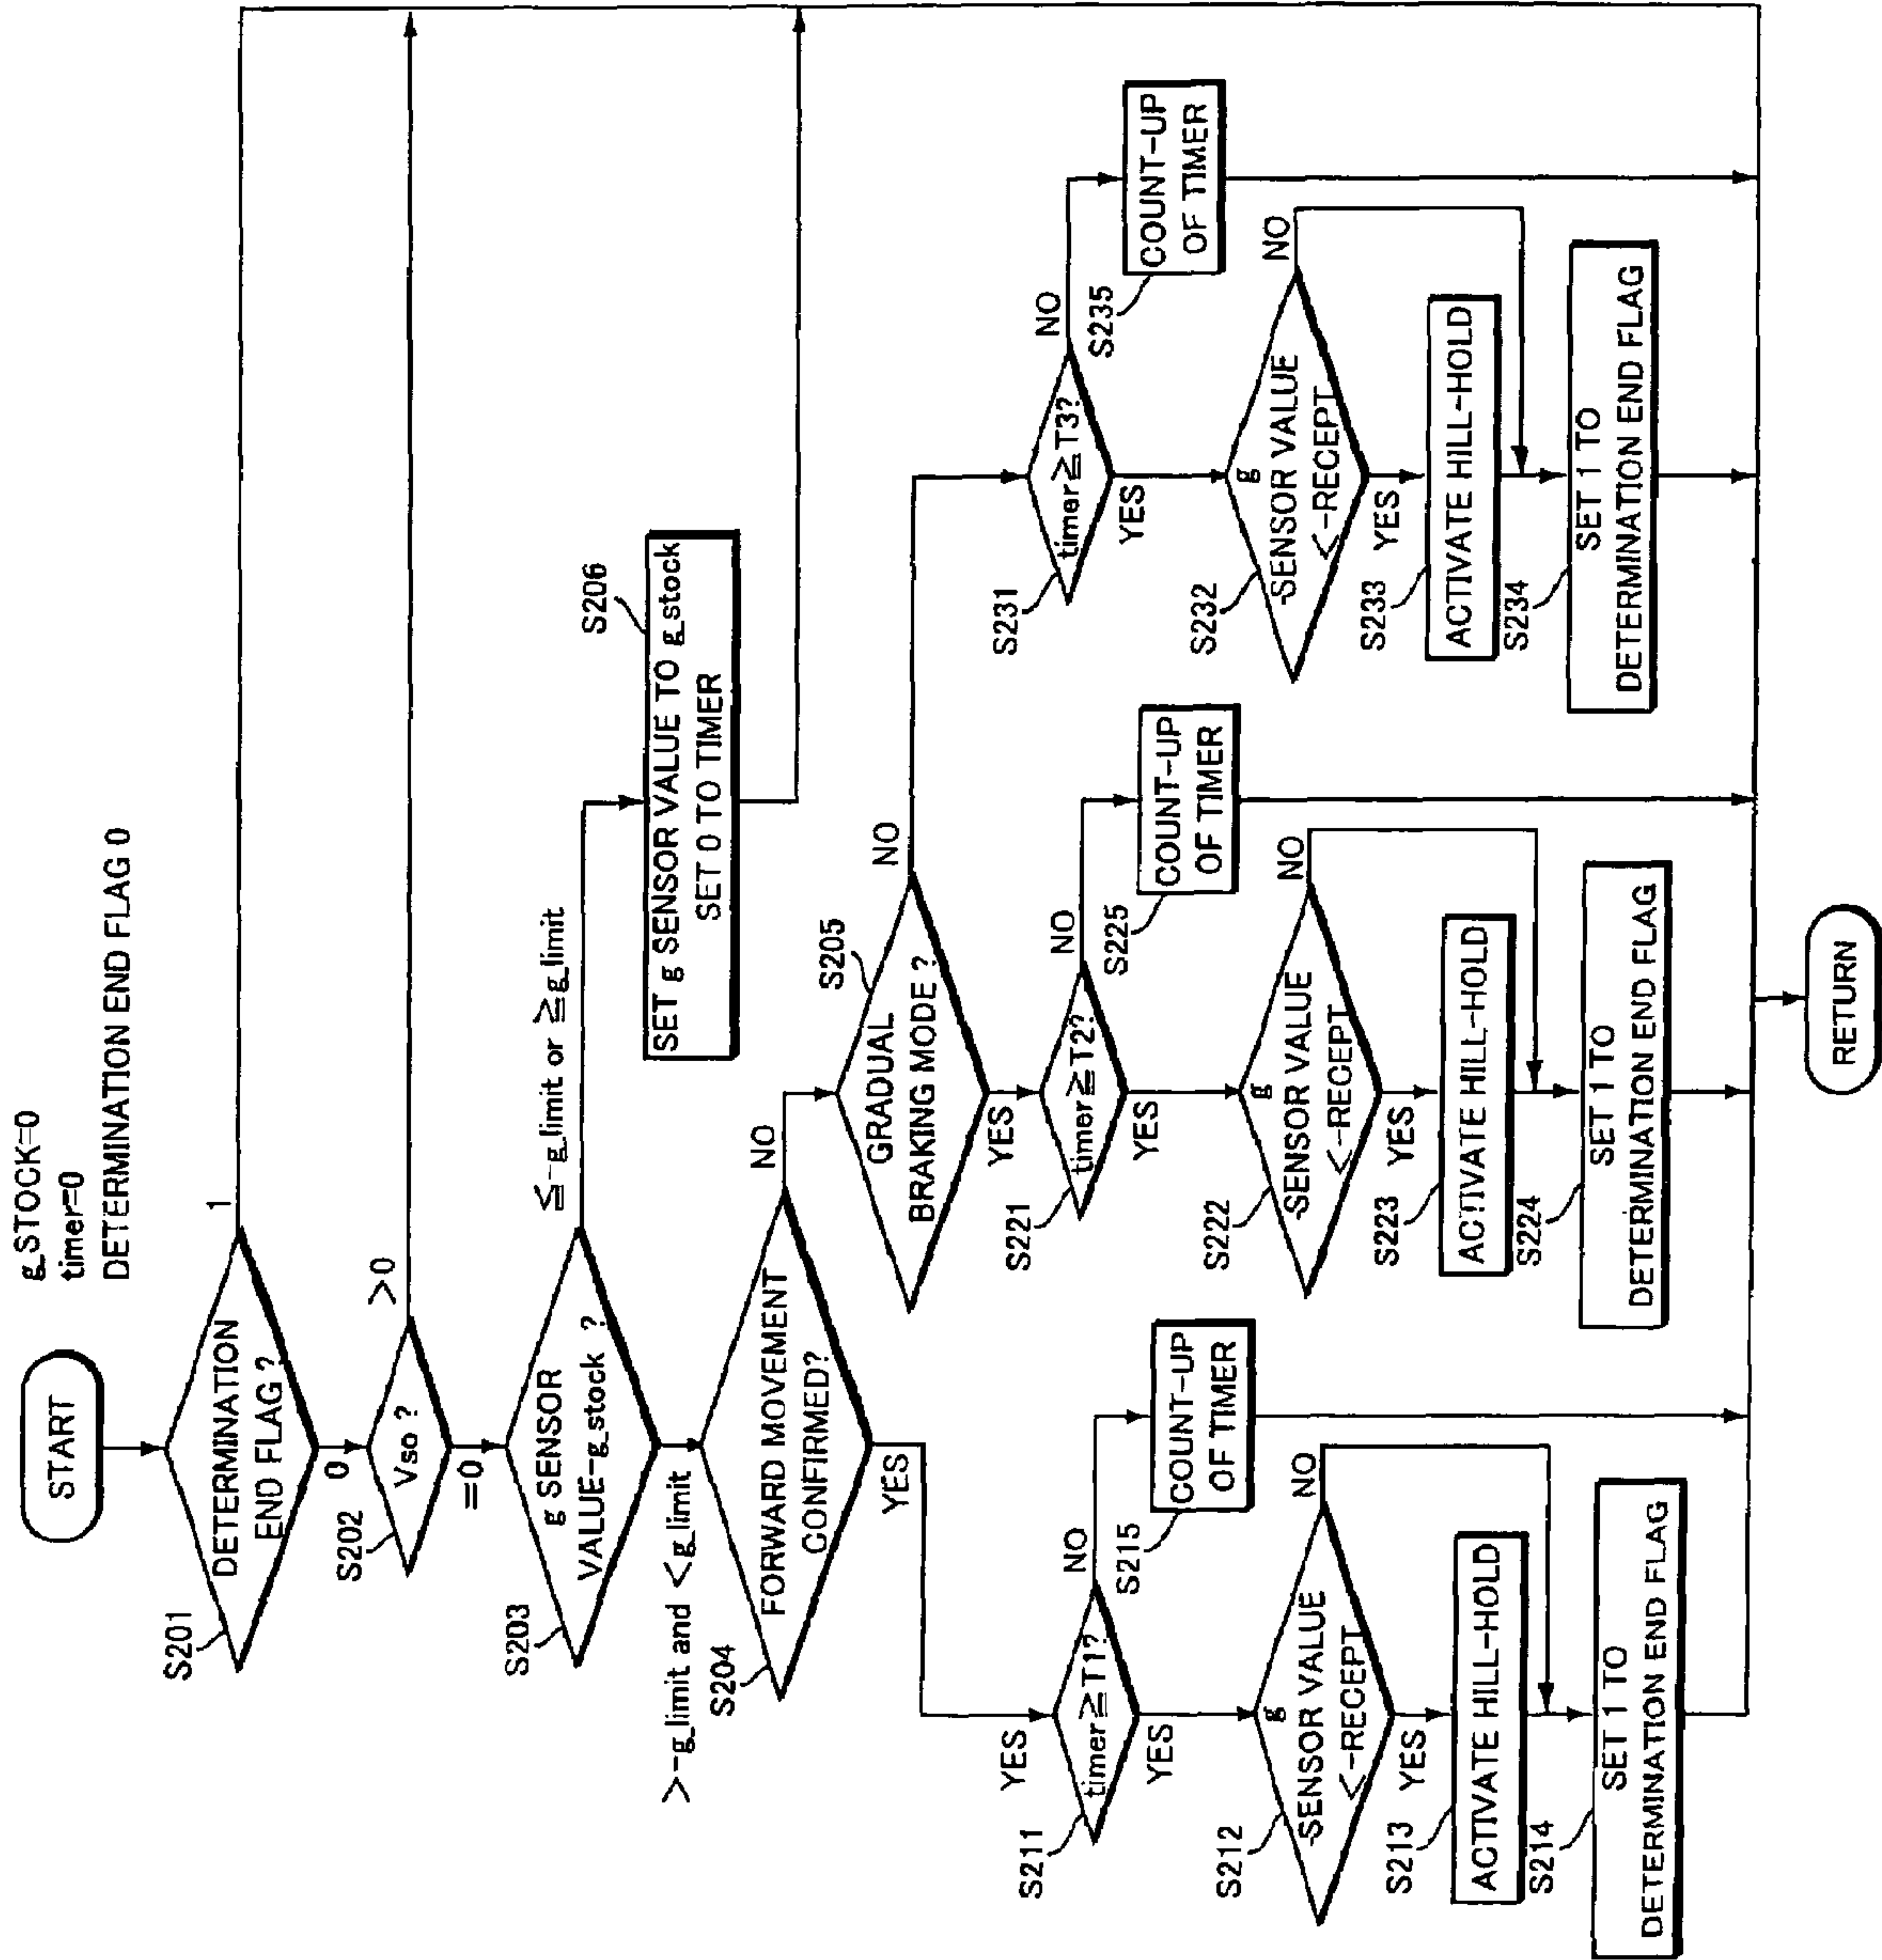 g_STOCK=0
timer=0
DETERMINATION END FLAG 0
START
S201
DETERMINATION
END FLAG ?
1
0
S202
Vso ?
>0
=0
S203
g SENSOR
VALUE-g_stock ?
≦-g_limit or ≧g_limit
>-g_limit and <g_limit
S206
SET g SENSOR VALUE TO g_stock
SET 0 TO TIMER
S204
FORWARD MOVEMENT
CONFIRMED?
NO
YES
S205
GRADUAL
BRAKING MODE ?
NO
YES
YES
S211
timer≧T1?
NO
YES
S215
COUNT-UP
OF TIMER
S212
g
-SENSOR VALUE
<-RECEPT
NO
YES
S213
ACTIVATE HILL-HOLD
S214
SET 1 TO
DETERMINATION END FLAG
S221
timer≧T2?
NO
YES
S225
COUNT-UP
OF TIMER
S222
g
-SENSOR VALUE
<-RECEPT
NO
YES
S223
ACTIVATE HILL-HOLD
S224
SET 1 TO
DETERMINATION END FLAG
S231
timer≧T3?
NO
YES
S235
COUNT-UP
OF TIMER
S232
g
-SENSOR VALUE
<-RECEPT
NO
YES
S233
ACTIVATE HILL-HOLD
S234
SET 1 TO
DETERMINATION END FLAG
RETURN